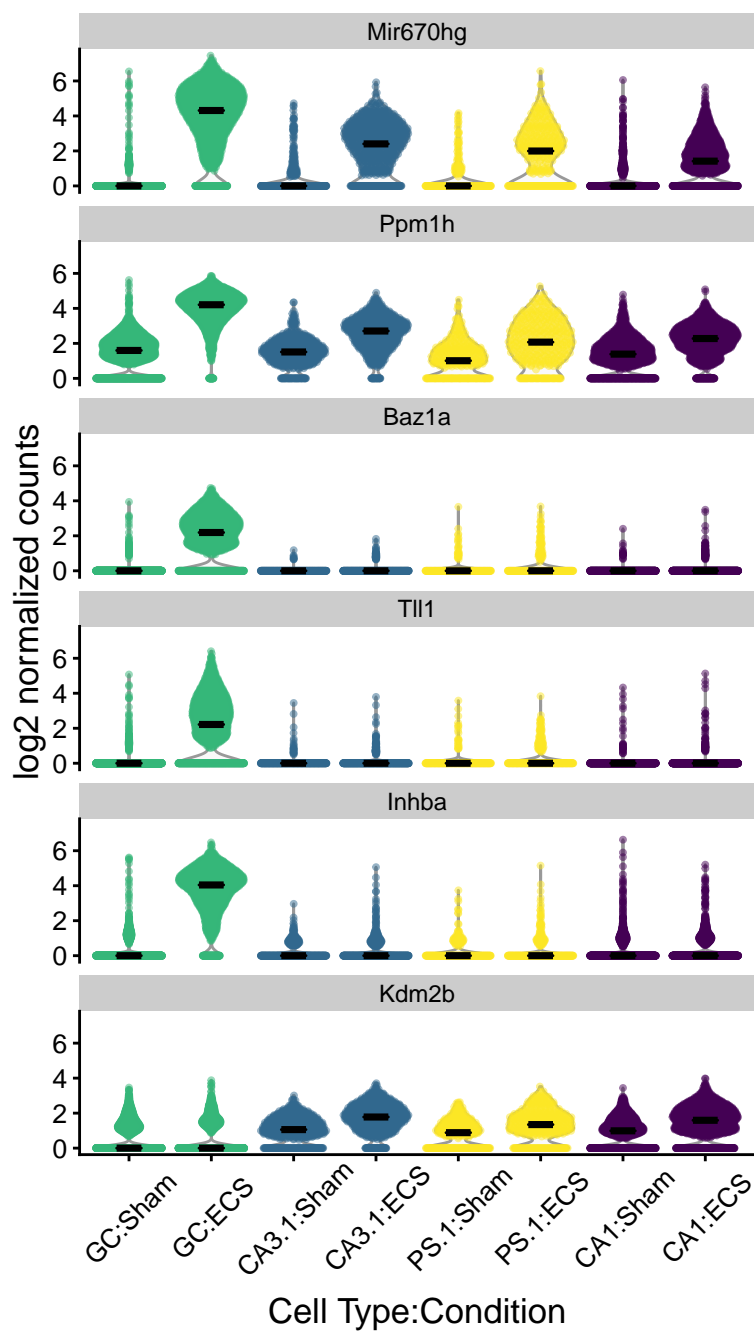 Mir670hg
6
4
2
0
Ppm1h
6
4
2
0
Baz1a
6
4
2
0
Tll1
6
4
2
0
Inhba
6
4
2
0
Kdm2b
6
4
2
0
log2 normalized counts
GC:Sham
GC:ECS
CA3.1:Sham
CA3.1:ECS
PS.1:Sham
PS.1:ECS
CA1:Sham
CA1:ECS
Cell Type:Condition